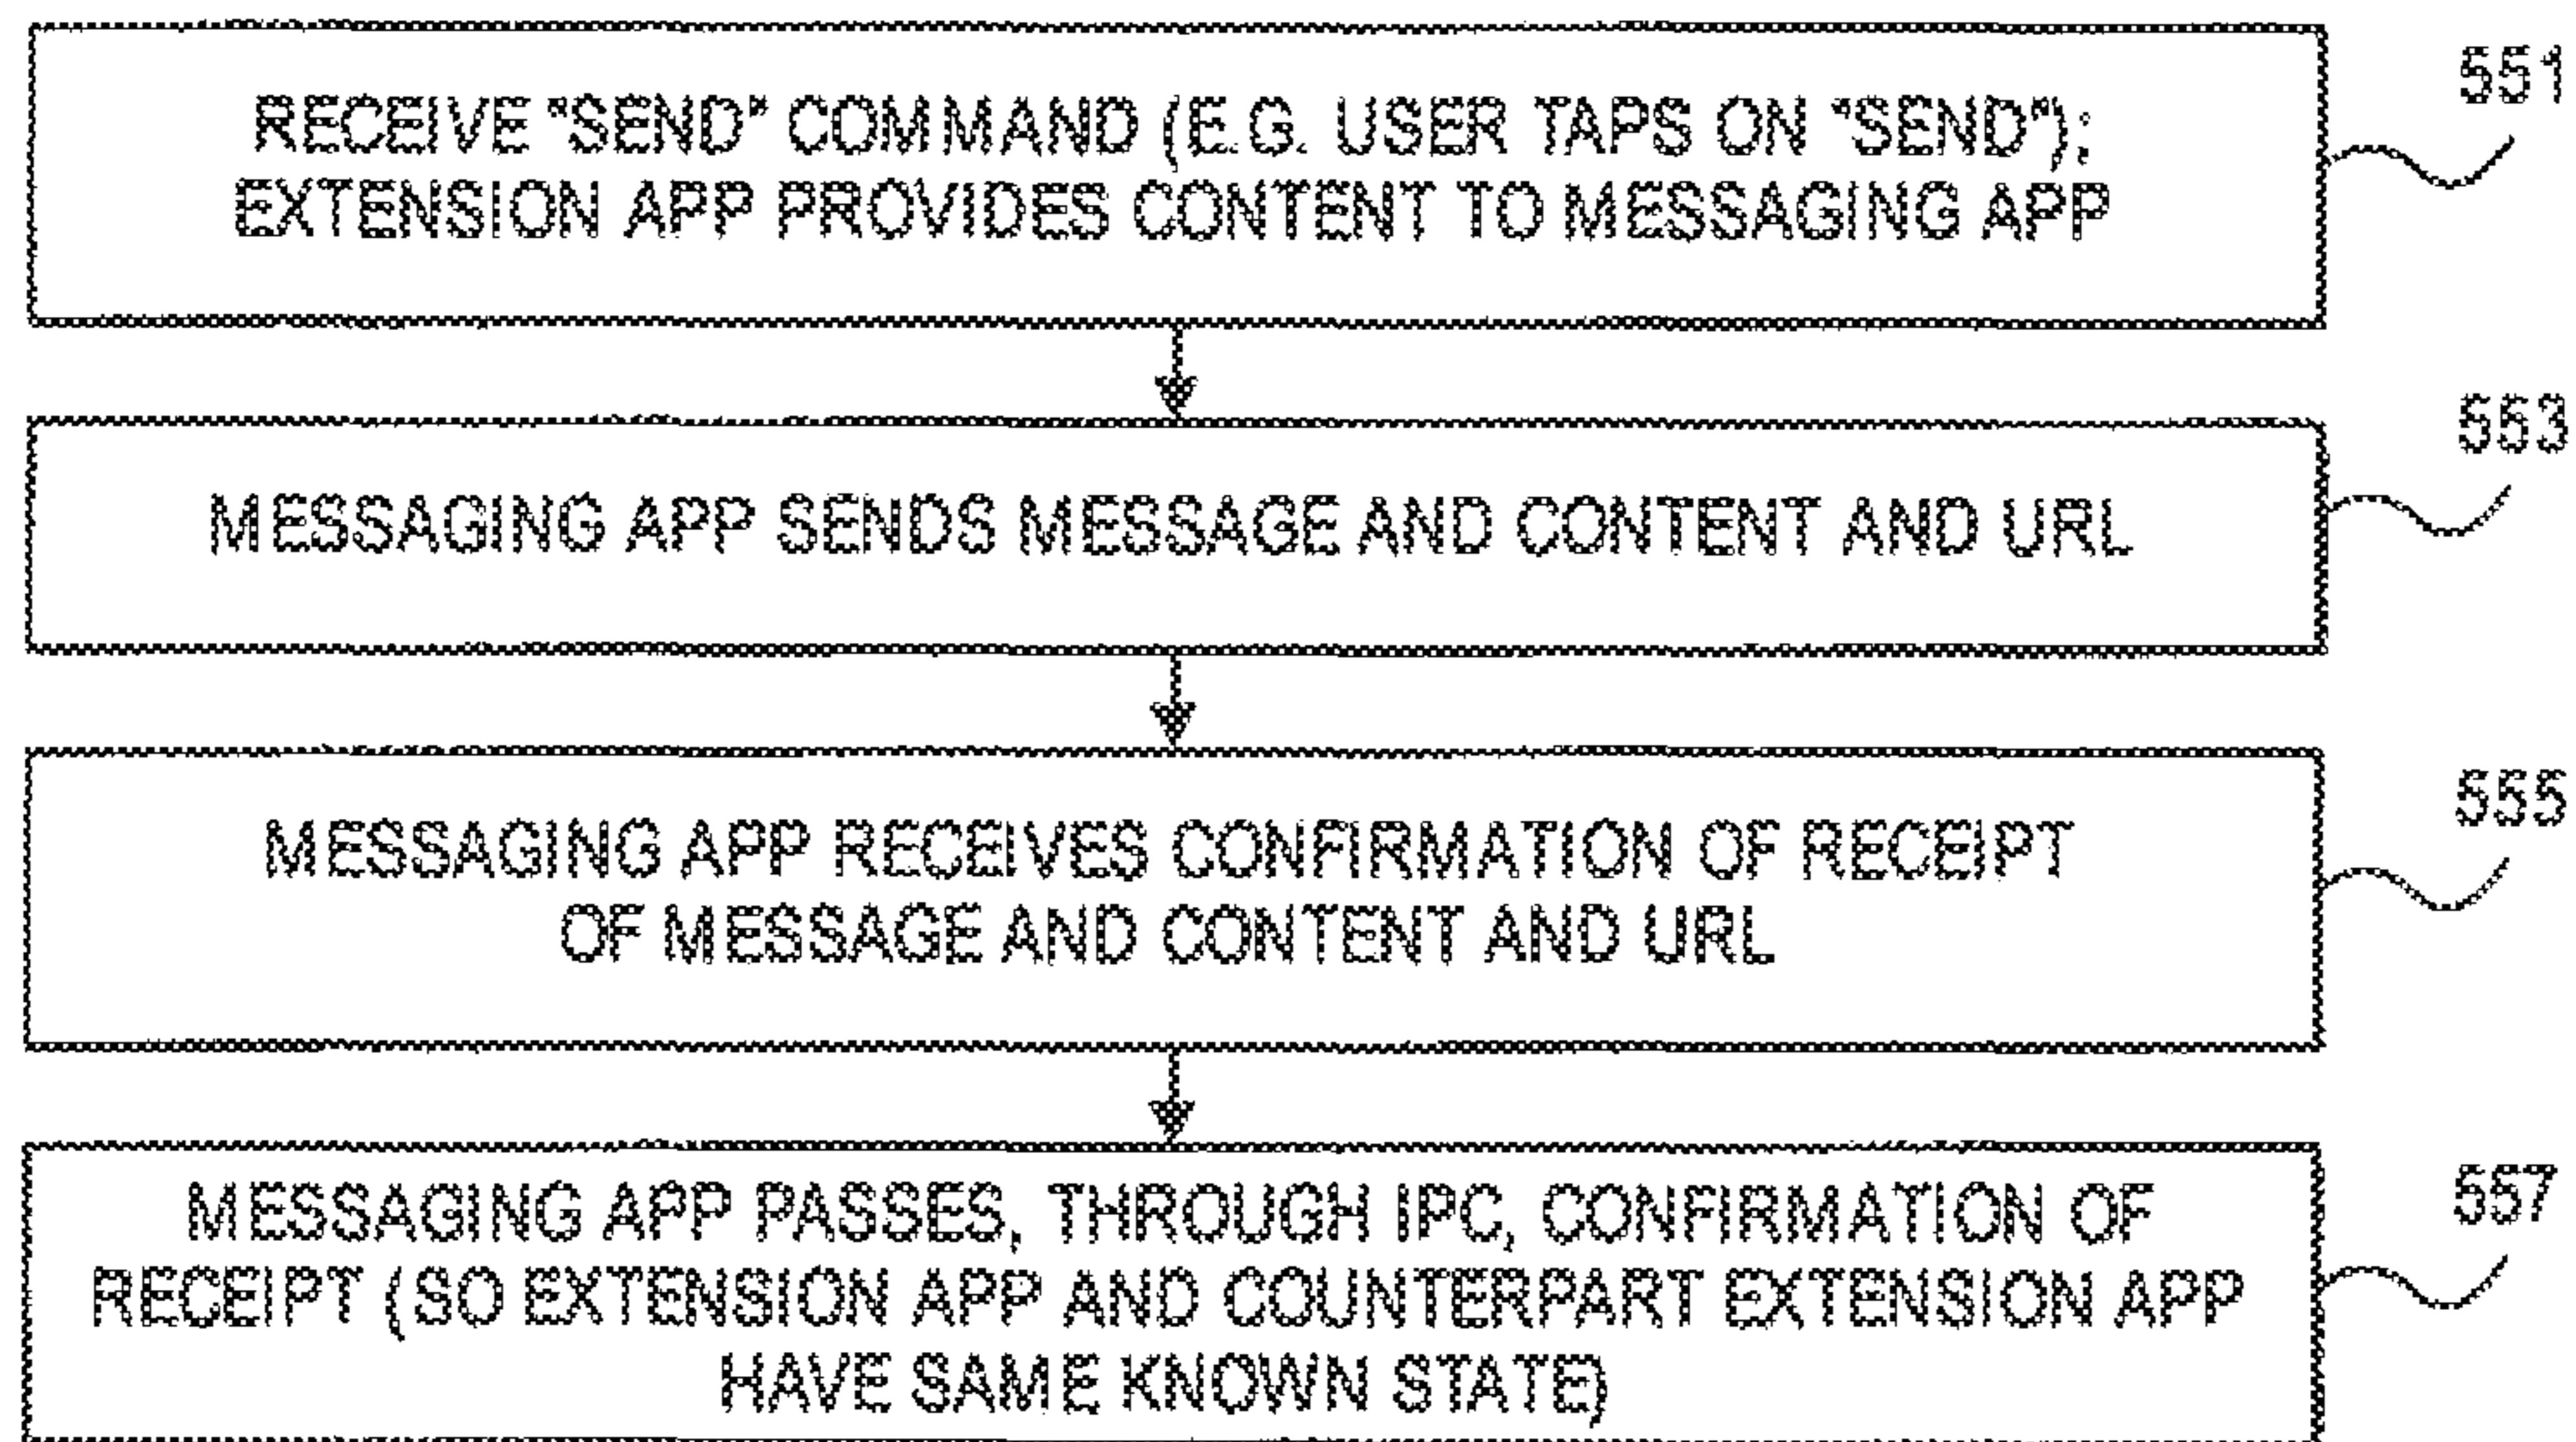 RECEIVE "SEND" COMMAND (E.G. USER TAPS ON "SEND");
EXTENSION APP PROVIDES CONTENT TO MESSAGING APP
551
MESSAGING APP SENDS MESSAGE AND CONTENT AND URL
553
MESSAGING APP RECEIVES CONFIRMATION OF RECEIPT
OF MESSAGE AND CONTENT AND URL
555
MESSAGING APP PASSES, THROUGH IPC, CONFIRMATION OF
RECEIPT (SO EXTENSION APP AND COUNTERPART EXTENSION APP
HAVE SAME KNOWN STATE)
557